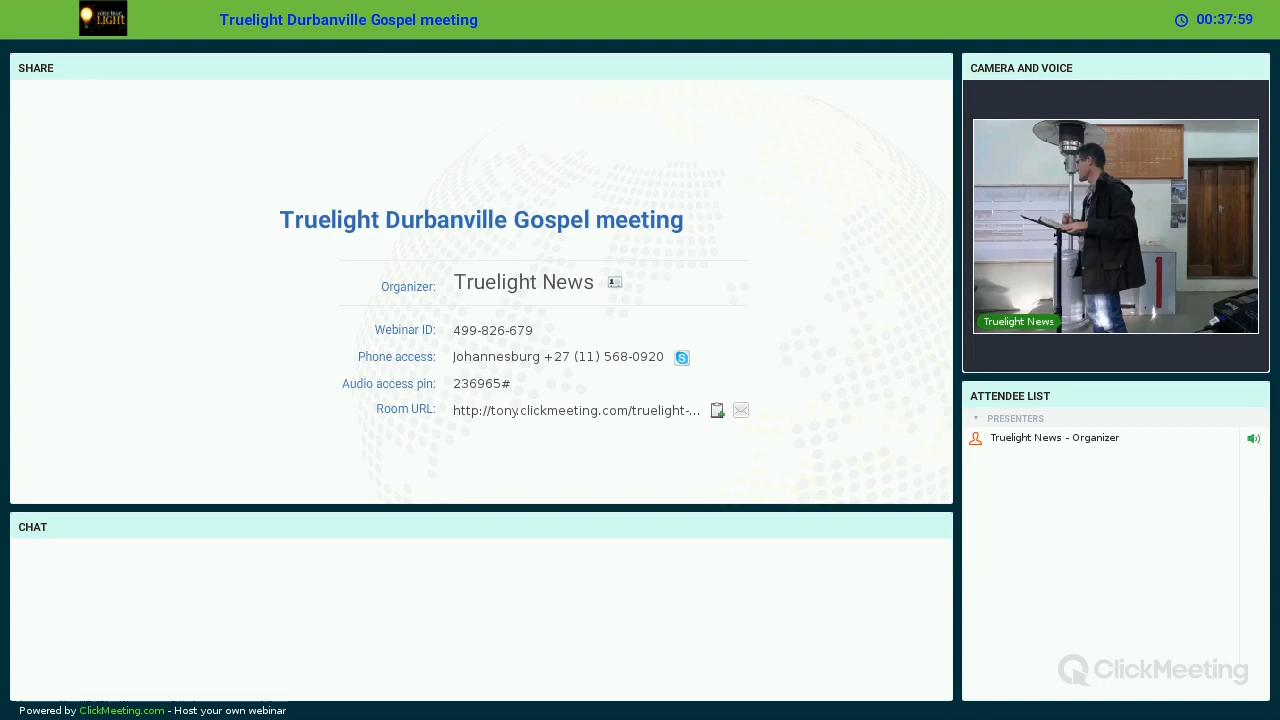 LIGHT
Truelight Durbanville Gospel meeting
00:37:59
SHARE
Truelight Durbanville Gospel meeting
Organizer: Truelight News
Webinar ID: 499-826-679
Phone access: Johannesburg +27 (11) 568-0920
Audio access pin: 236965#
Room URL: http://tony.clickmeeting.com/truelight-...
CHAT
CAMERA AND VOICE
Truelight News
ATTENDEE LIST
PRESENTERS
Truelight News - Organizer
ClickMeeting
Powered by ClickMeeting.com - Host your own webinar